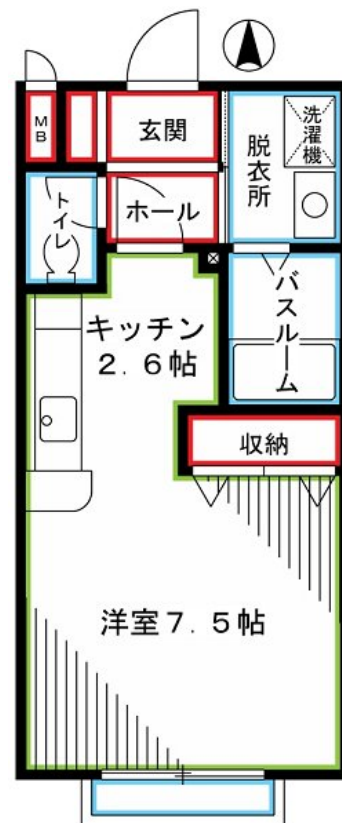 MB
玄関
洗濯機
脱衣所
トイレ
ホール
キッチン
2.6帖
バスルーム
収納
洋室7.5帖